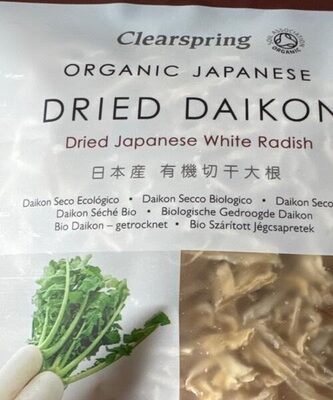 Clearspring
SOIL ASSOCIATION
ORGANIC
ORGANIC JAPANESE
DRIED DAIKON
Dried Japanese White Radish
日本産 有機切干大根
Daikon Seco Ecológico • Daikon Secco Biologico • Daikon Seco
Daikon Séché Bio • Biologische Gedroogde Daikon
Bio Daikon – getrocknet • Bio Szárított Jégcsapretek